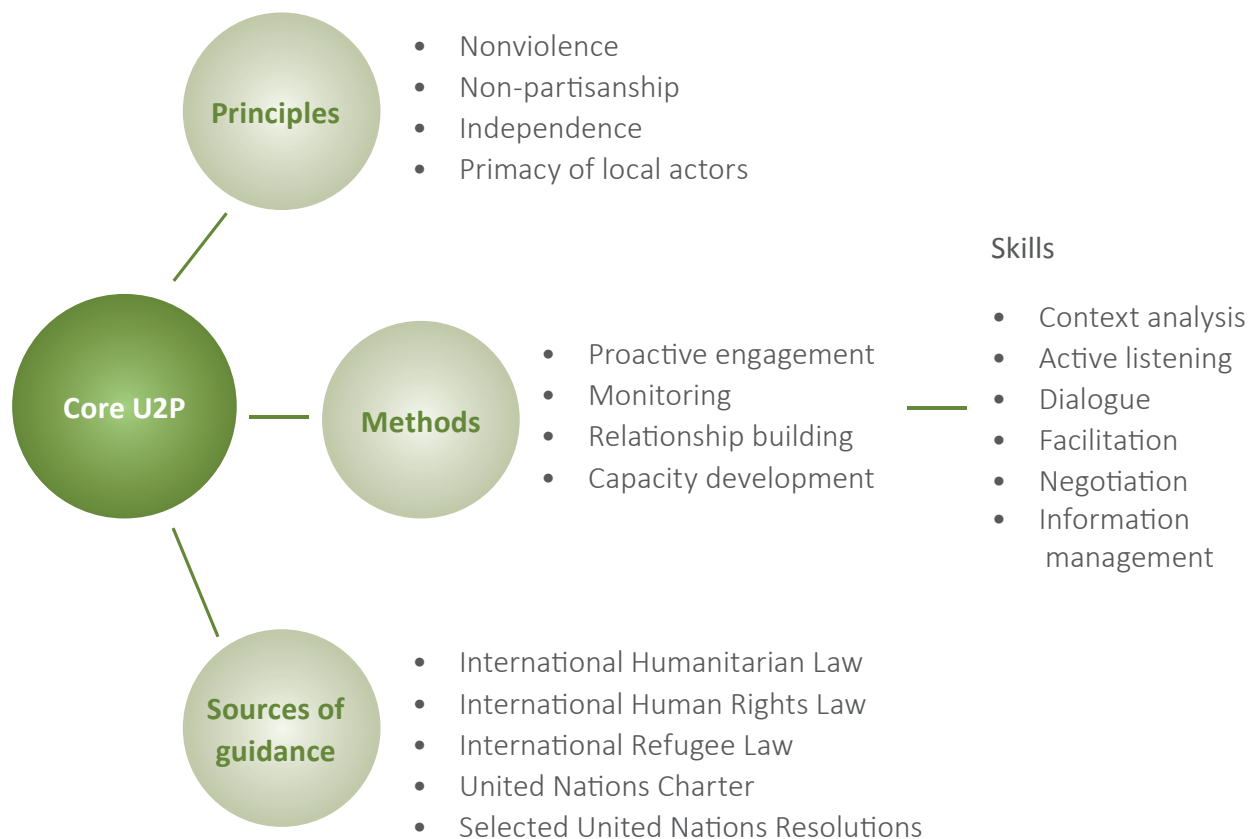 Principles
• Nonviolence
• Non-partisanship
• Independence
• Primacy of local actors
Core U2P
Methods
• Proactive engagement
• Monitoring
• Relationship building
• Capacity development
Skills
• Context analysis
• Active listening
• Dialogue
• Facilitation
• Negotiation
• Information
management
Sources of
guidance
• International Humanitarian Law
• International Human Rights Law
• International Refugee Law
• United Nations Charter
• Selected United Nations Resolutions